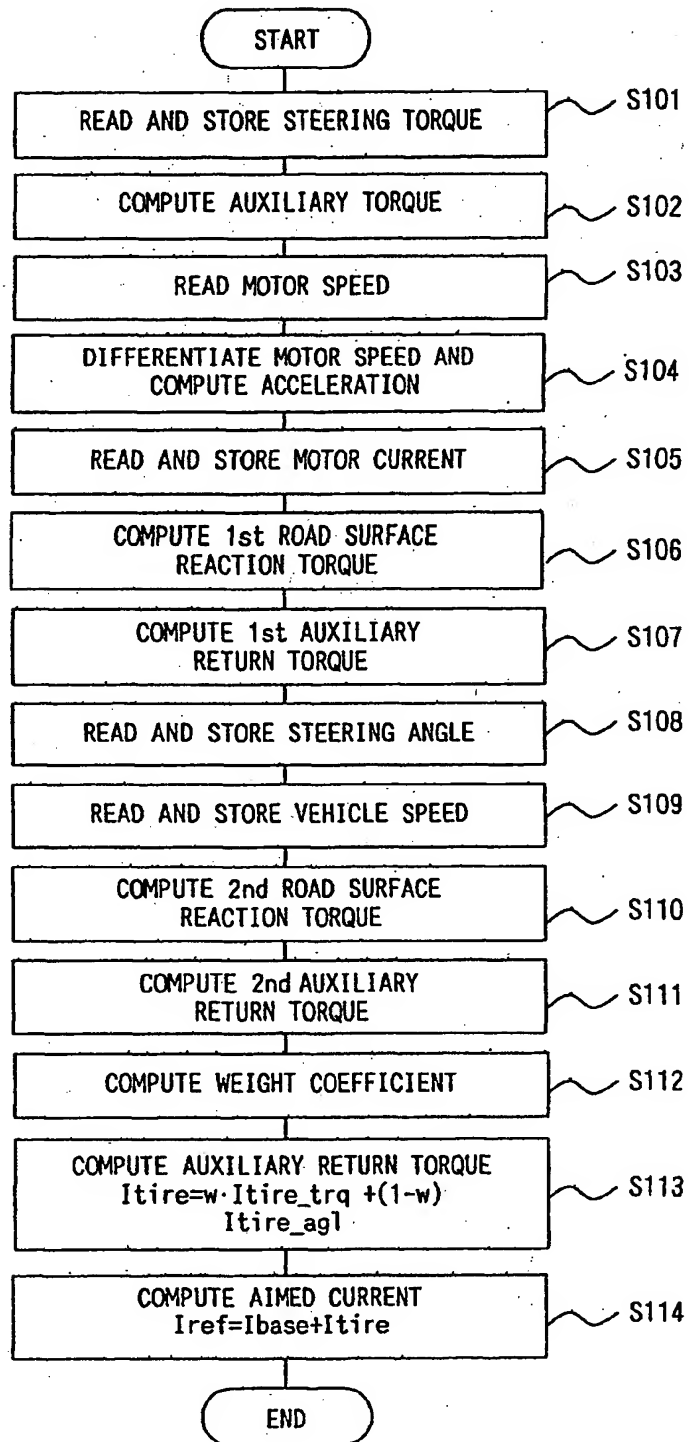 START
READ AND STORE STEERING TORQUE
S101
COMPUTE AUXILIARY TORQUE
S102
READ MOTOR SPEED
S103
DIFFERENTIATE MOTOR SPEED AND
COMPUTE ACCELERATION
S104
READ AND STORE MOTOR CURRENT
S105
COMPUTE 1st ROAD SURFACE
REACTION TORQUE
S106
COMPUTE 1st AUXILIARY
RETURN TORQUE
S107
READ AND STORE STEERING ANGLE
S108
READ AND STORE VEHICLE SPEED
S109
COMPUTE 2nd ROAD SURFACE
REACTION TORQUE
S110
COMPUTE 2nd AUXILIARY
RETURN TORQUE
S111
COMPUTE WEIGHT COEFFICIENT
S112
COMPUTE AUXILIARY RETURN TORQUE
Itire=w·Itire_trq +(1-w)
Itire_agl
S113
COMPUTE AIMED CURRENT
Iref=Ibase+Itire
S114
END